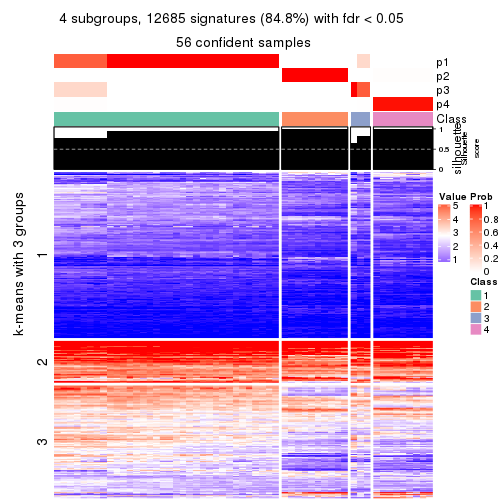 4 subgroups, 12685 signatures (84.8%) with fdr < 0.05
56 confident samples
p1
p2
p3
p4
Class
silhouette
Silhouette
score
1
0.5
0
k-means with 3 groups
1
2
3
Value
5
4
3
2
1
Prob
1
0.8
0.6
0.4
0.2
0
Class
1
2
3
4